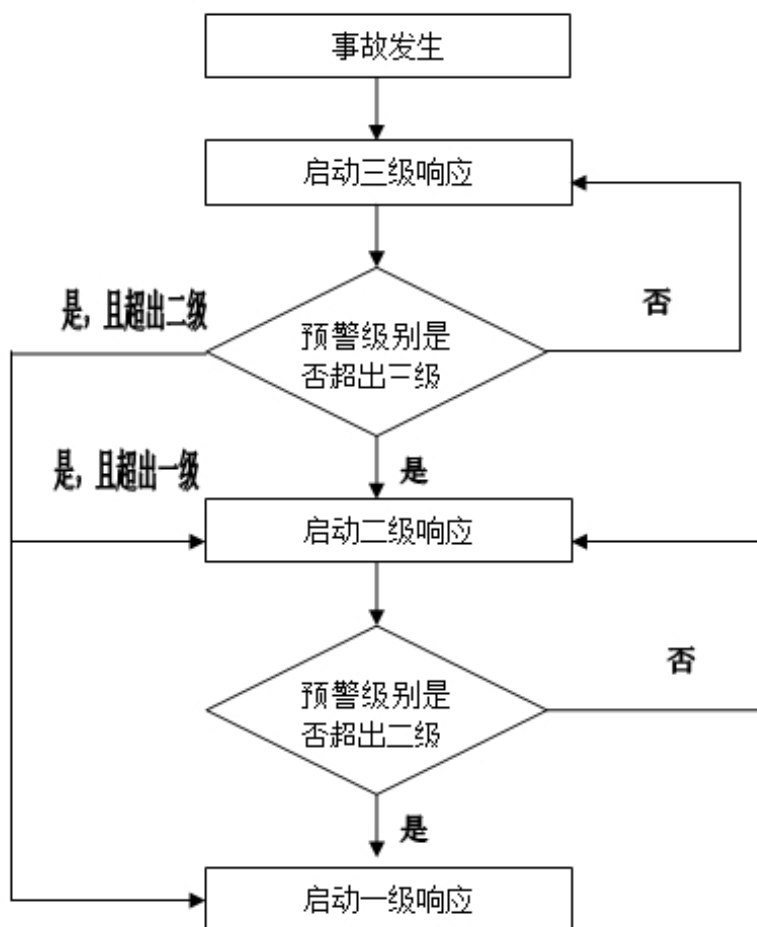 事故发生
启动三级响应
是，且超出二级
否
预警级别是
否超出三级
是，且超出一级
是
启动二级响应
否
预警级别是
否超出二级
是
启动一级响应